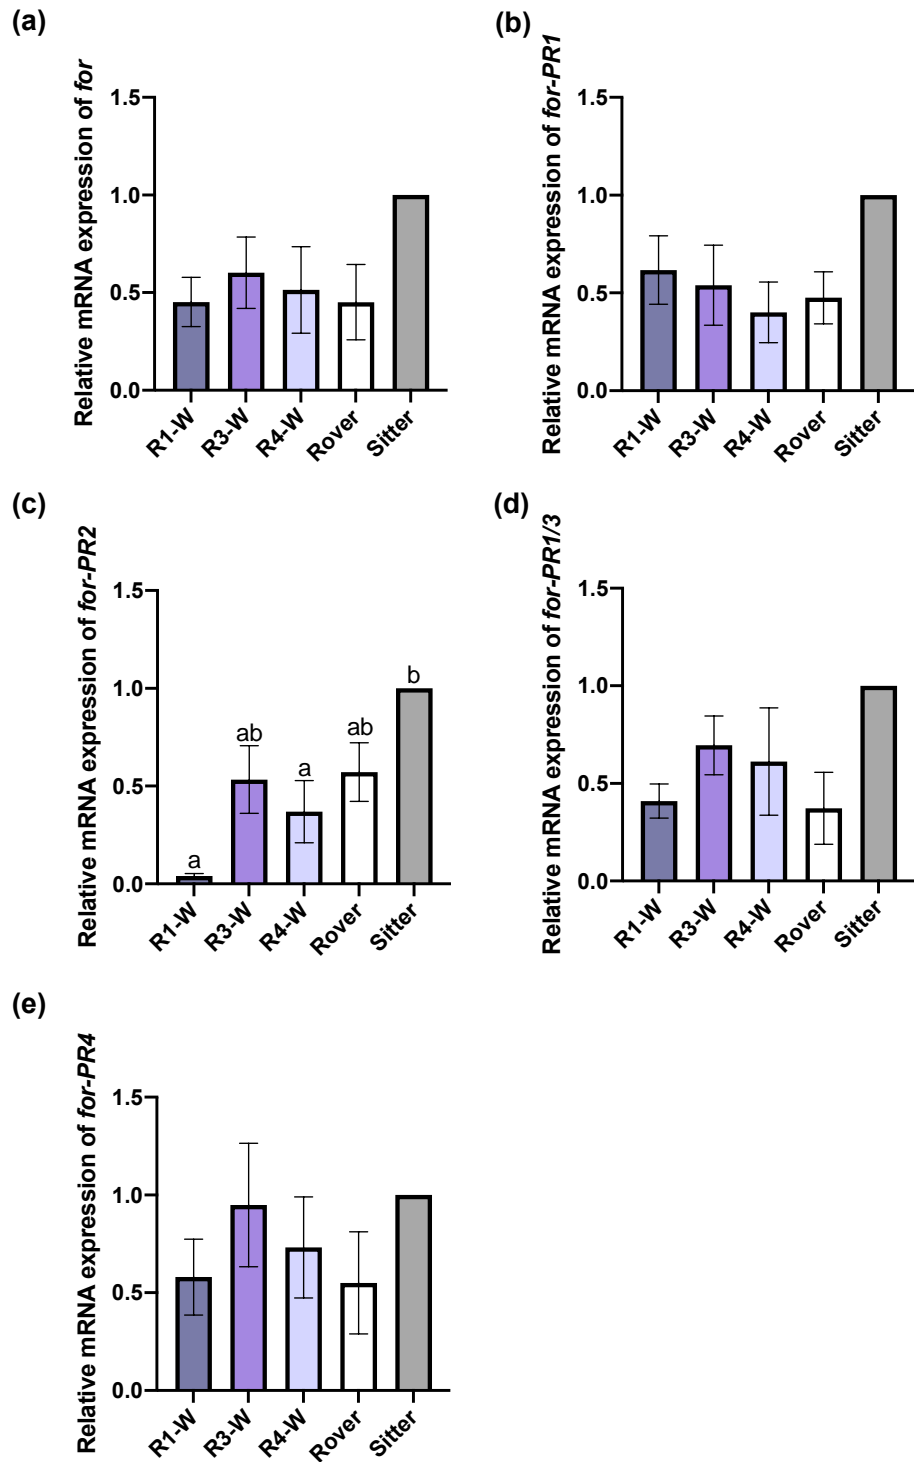 (a)
Relative mRNA expression of for
1.5
1.0
0.5
0.0
R1-W
R3-W
R4-W
Rover
Sitter
(b)
Relative mRNA expression of for-PR1
1.5
1.0
0.5
0.0
R1-W
R3-W
R4-W
Rover
Sitter
(c)
Relative mRNA expression of for-PR2
1.5
1.0
0.5
0.0
a
ab
a
ab
b
R1-W
R3-W
R4-W
Rover
Sitter
(d)
Relative mRNA expression of for-PR1/3
1.5
1.0
0.5
0.0
R1-W
R3-W
R4-W
Rover
Sitter
(e)
Relative mRNA expression of for-PR4
1.5
1.0
0.5
0.0
R1-W
R3-W
R4-W
Rover
Sitter